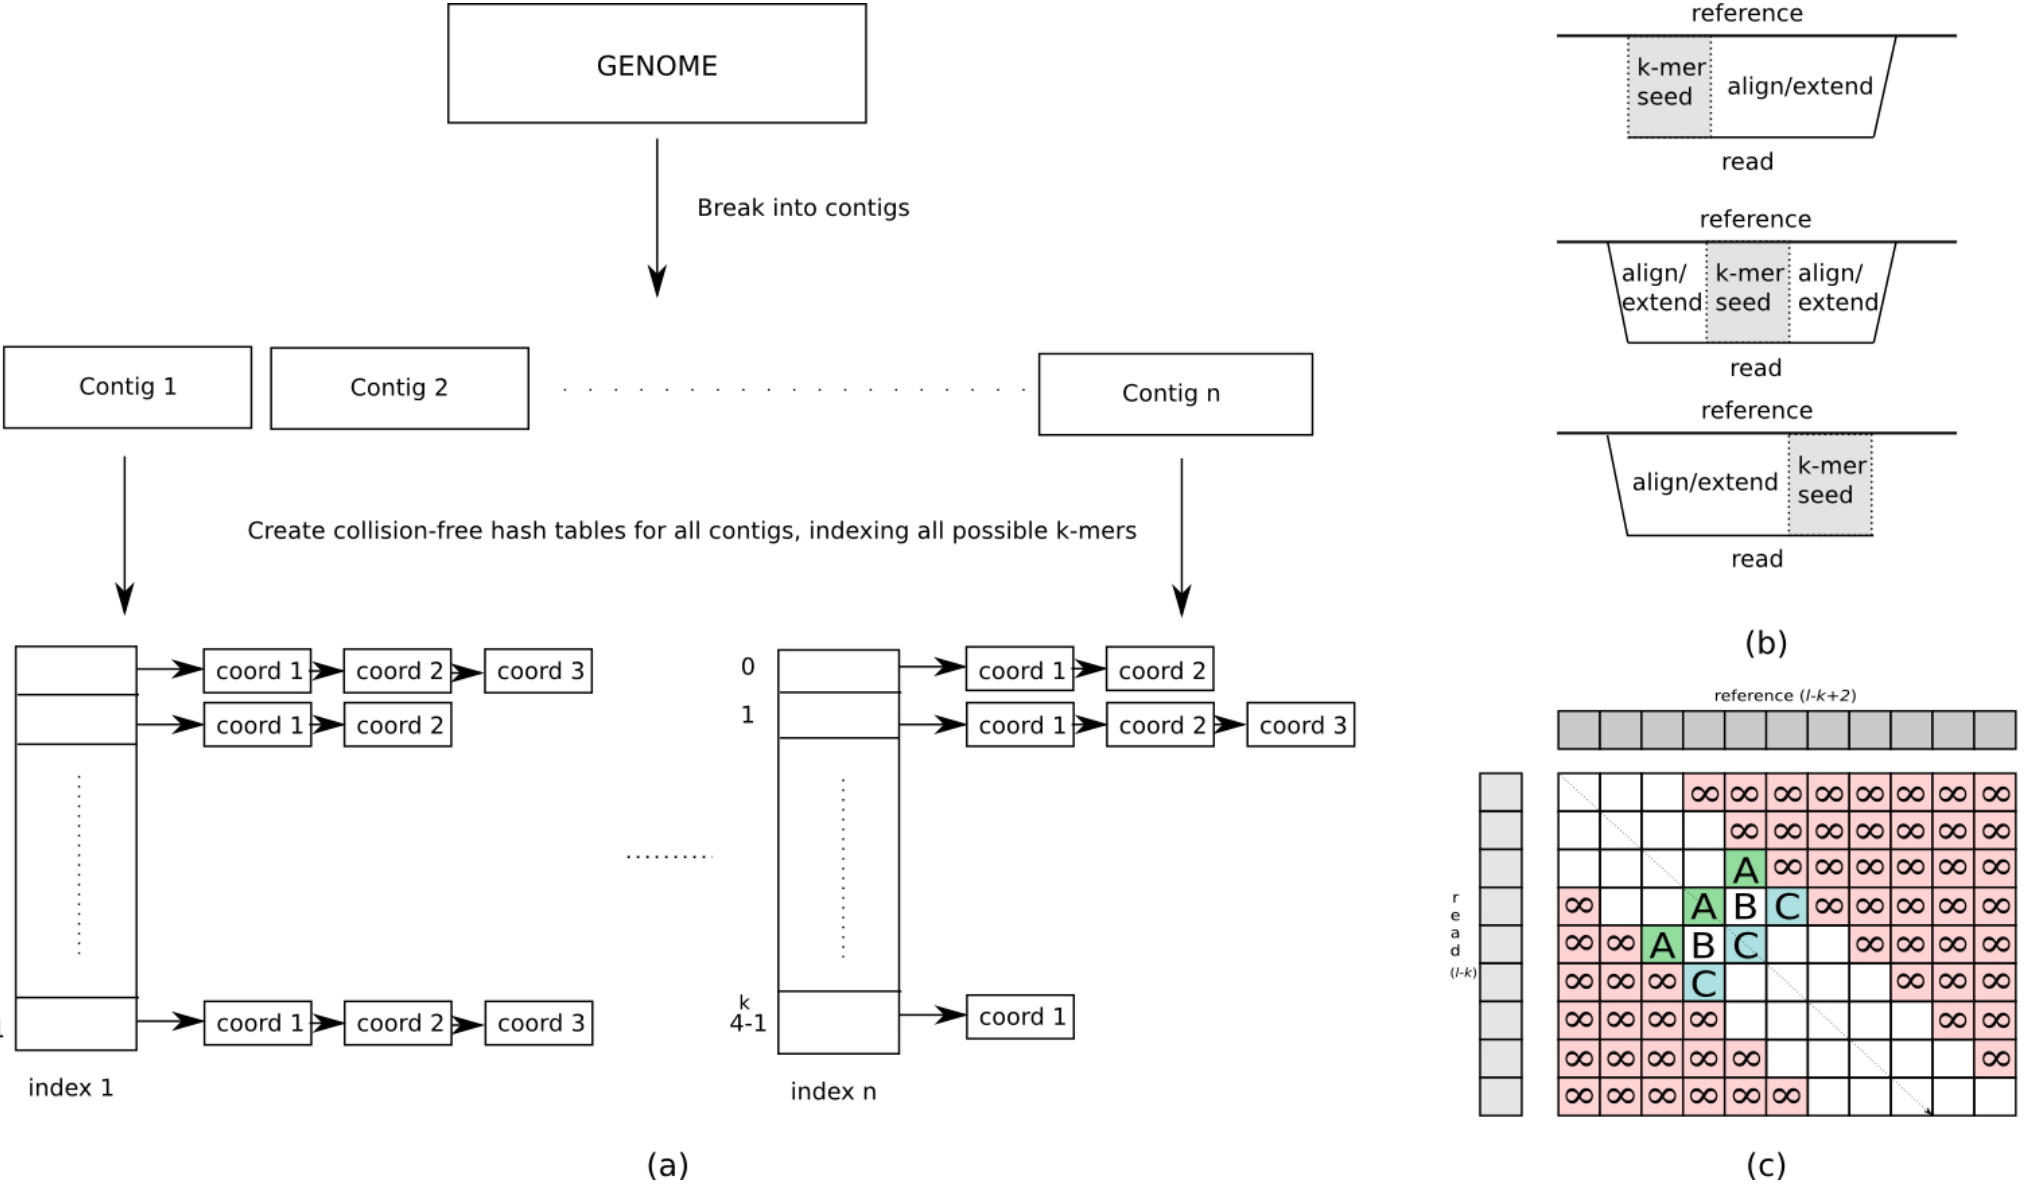 GENOME
Break into contigs
Contig 1
Contig 2
Contig n
Create collision-free hash tables for all contigs, indexing all possible k-mers
coord 1
coord 2
coord 3
coord 1
coord 2
coord 1
coord 2
coord 3
index 1
0
coord 1
coord 2
1
coord 1
coord 2
coord 3
k
4-1
coord 1
index n
(a)
reference
k-mer
seed
align/extend
read
reference
align/
extend
k-mer
seed
align/
extend
read
reference
align/extend
k-mer
seed
read
(b)
reference (l-k+2)
read
(l-k)
∞ ∞ ∞ ∞ ∞ ∞ ∞ ∞
∞ ∞ ∞ ∞ ∞ ∞ ∞
A ∞ ∞ ∞ ∞ ∞ ∞
∞ A B C ∞ ∞ ∞ ∞ ∞
∞ ∞ A B C ∞ ∞ ∞ ∞
∞ ∞ ∞ C ∞ ∞ ∞
∞ ∞ ∞ ∞ ∞ ∞
∞ ∞ ∞ ∞ ∞ ∞
∞ ∞ ∞ ∞ ∞ ∞
(c)